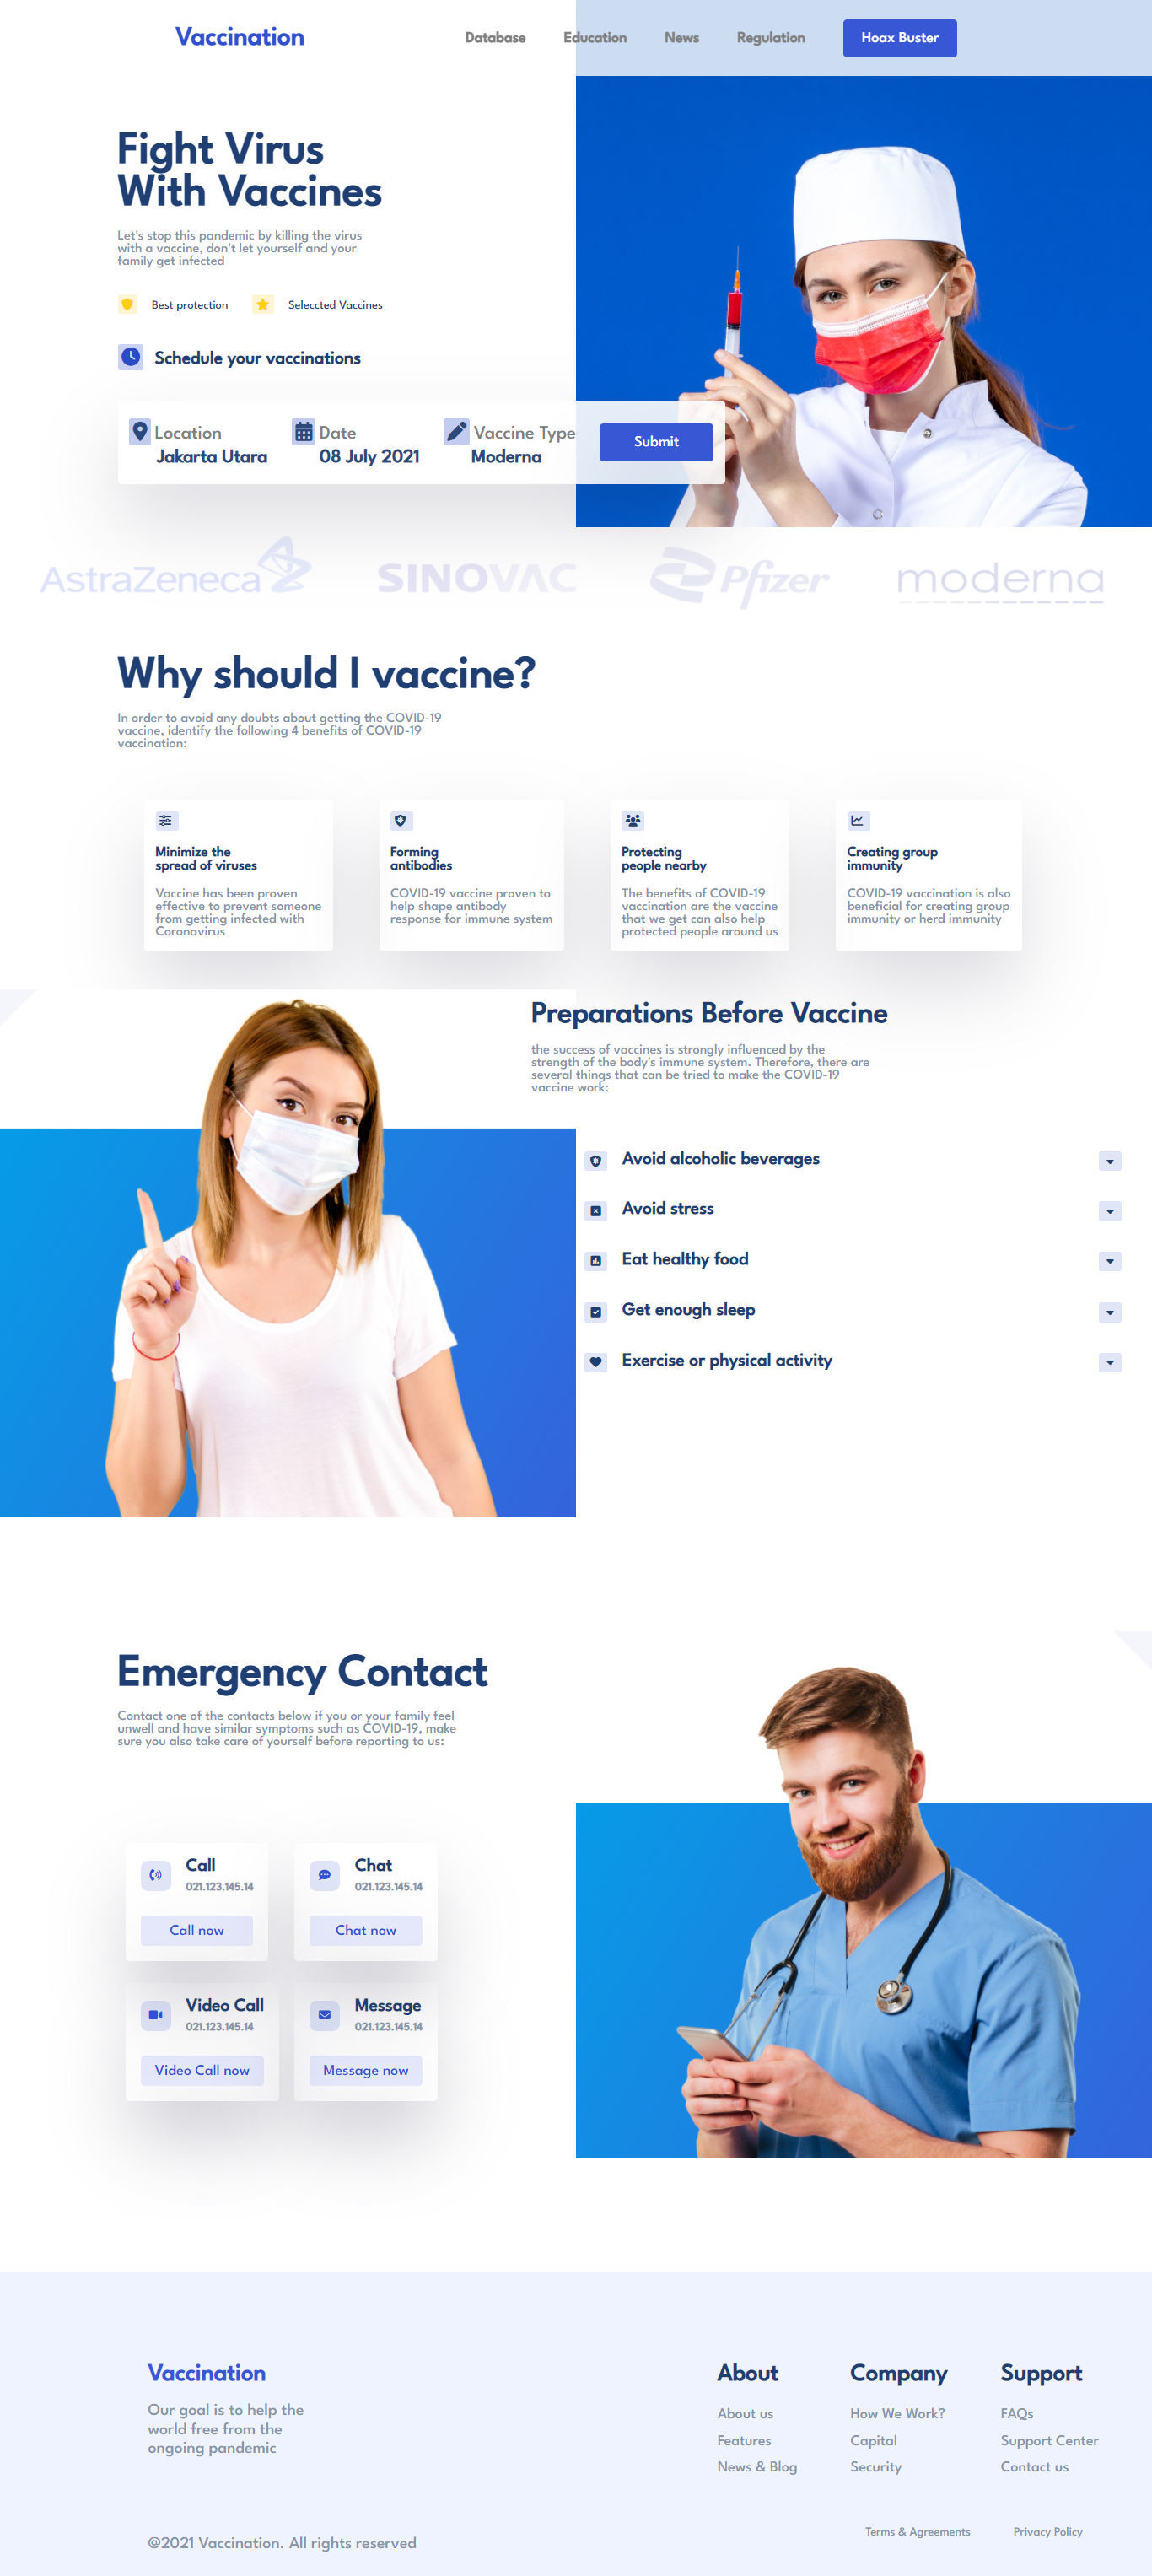 Vaccination
Database
Education
News
Regulation
Hoax Buster
Fight Virus
With Vaccines
Let's stop this pandemic by killing the virus
with a vaccine, don't let yourself and your
family get infected
Best protection
Seleccted Vaccines
Schedule your vaccinations
Location
Jakarta Utara
Date
08 July 2021
Vaccine Type
Moderna
Submit
AstraZeneca
SINOVAC
Pfizer
moderna
Why should I vaccine?
In order to avoid any doubts about getting the COVID-19
vaccine, identify the following 4 benefits of COVID-19
vaccination:
Minimize the
spread of viruses
Vaccine has been proven
effective to prevent someone
from getting infected with
Coronavirus
Forming
antibodies
COVID-19 vaccine proven to
help shape antibody
response for immune system
Protecting
people nearby
The benefits of COVID-19
vaccination are the vaccine
that we get can also help
protected people around us
Creating group
immunity
COVID-19 vaccination is also
beneficial for creating group
immunity or herd immunity
Preparations Before Vaccine
the success of vaccines is strongly influenced by the
strength of the body's immune system. Therefore, there are
several things that can be tried to make the COVID-19
vaccine work:
Avoid alcoholic beverages
Avoid stress
Eat healthy food
Get enough sleep
Exercise or physical activity
Emergency Contact
Contact one of the contacts below if you or your family feel
unwell and have similar symptoms such as COVID-19, make
sure you also take care of yourself before reporting to us:
Call
021.123.145.14
Call now
Chat
021.123.145.14
Chat now
Video Call
021.123.145.14
Video Call now
Message
021.123.145.14
Message now
Vaccination
Our goal is to help the
world free from the
ongoing pandemic
About
About us
Features
News & Blog
Company
How We Work?
Capital
Security
Support
FAQs
Support Center
Contact us
@2021 Vaccination. All rights reserved
Terms & Agreements
Privacy Policy